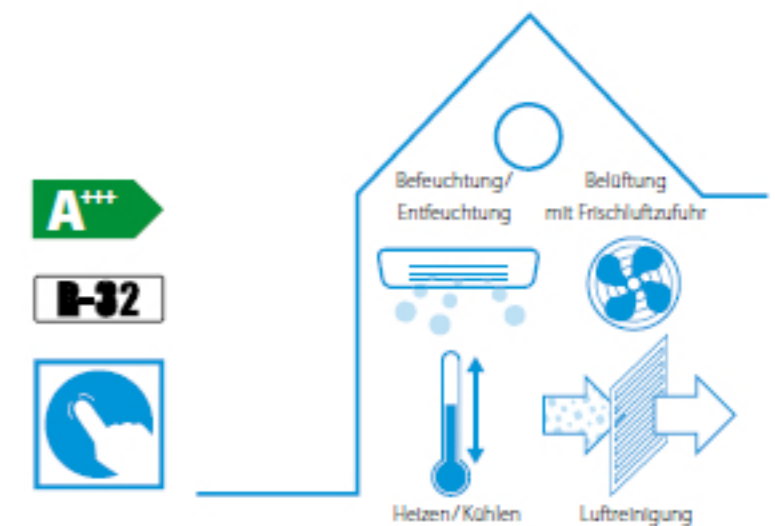 Befeuchtung/
Entfeuchtung
Belüftung
mit Frischluftzufuhr
A+++
R-32
Heizen/Kühlen
Luftreinigung